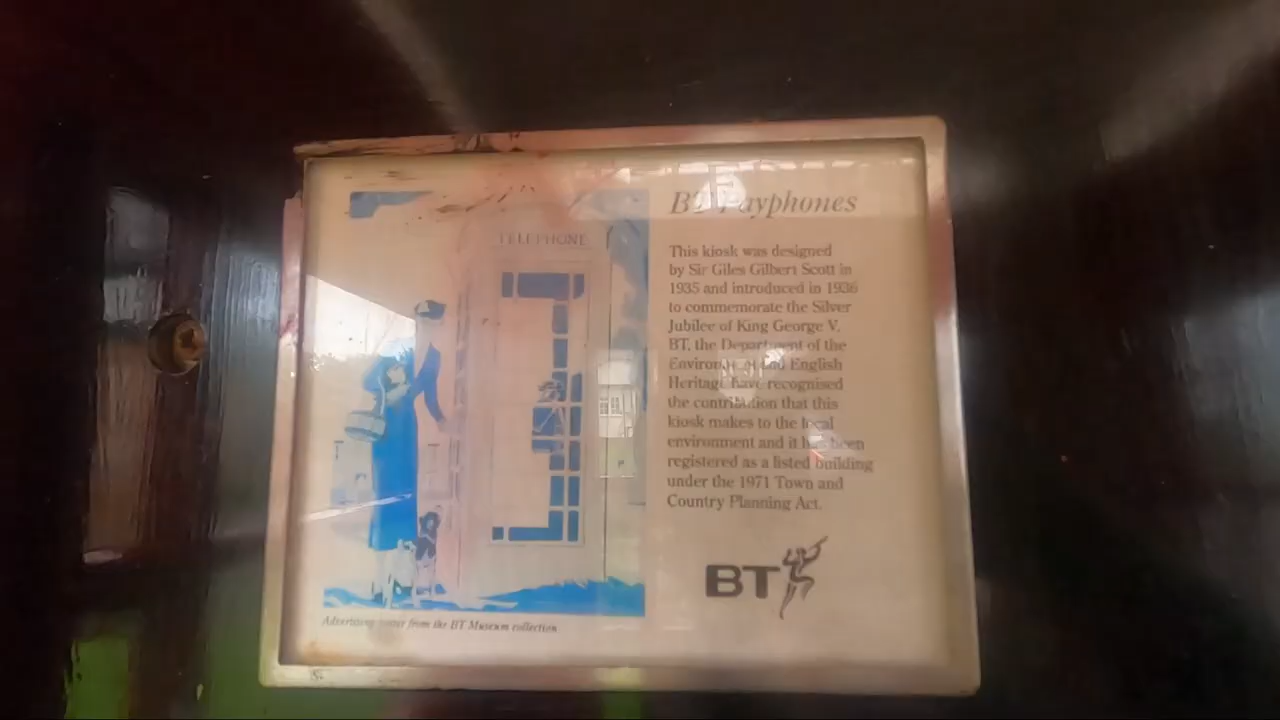 BT Payphones
TELEPHONE
This kiosk was designed
by Sir Giles Gilbert Scott in
1935 and introduced in 1936
to commemorate the Silver
Jubilee of King George V.
BT, the Department of the
Environment and English
Heritage have recognised
the contribution that this
kiosk makes to the local
environment and it has been
registered as a listed building
under the 1971 Town and
Country Planning Act.
BT
Advertising poster from the BT Museum collection